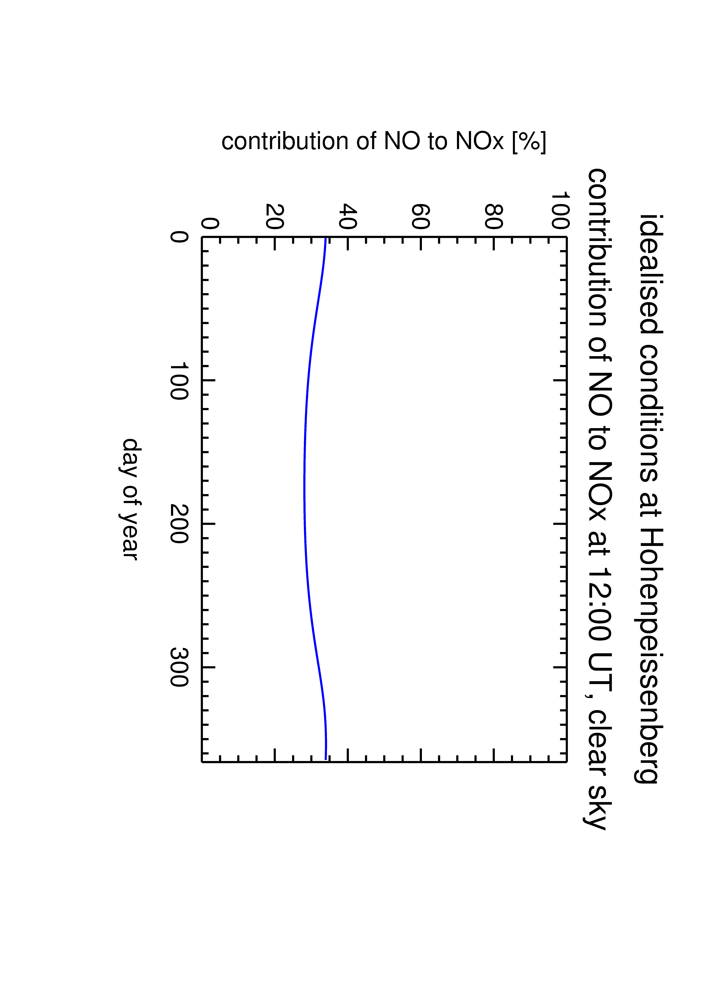 idealised conditions at Hohenpeissenberg
contribution of NO to NOx at 12:00 UT, clear sky
contribution of NO to NOx [%]
100
80
60
40
20
0
0 100 200 300
day of year